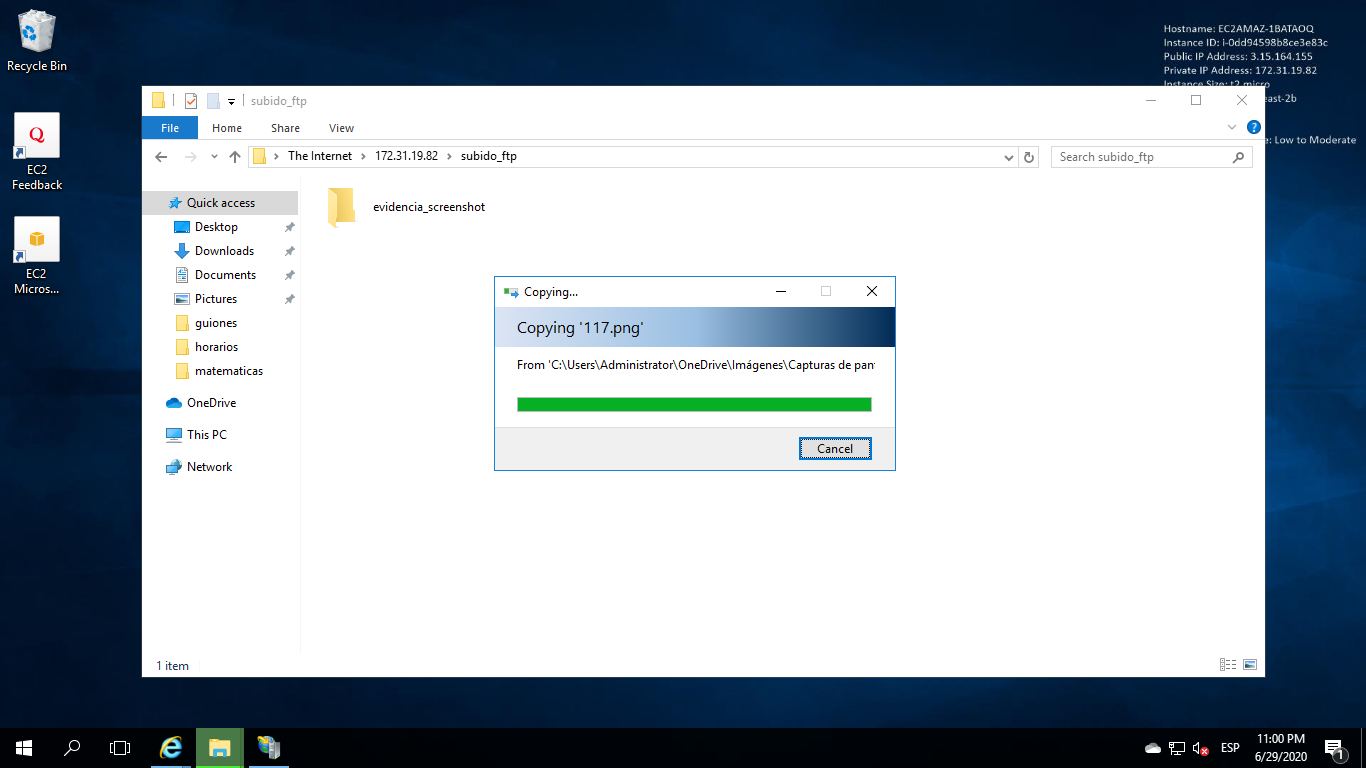 Recycle Bin
EC2
Feedback
EC2
Micros...
Hostname: EC2AMAZ-1BATAOQ
Instance ID: i-0dd94598b8ce3e83c
Public IP Address: 3.15.164.155
Private IP Address: 172.31.19.82
Instance Size: t2.micro
east-2b
e: Low to Moderate
subido_ftp
File
Home
Share
View
?
The Internet
172.31.19.82
subido_ftp
Search subido_ftp
Quick access
Desktop
Downloads
Documents
Pictures
guiones
horarios
matematicas
OneDrive
This PC
Network
evidencia_screenshot
Copying...
Copying '117.png'
From 'C:\Users\Administrator\OneDrive\Imágenes\Capturas de pan
Cancel
1 item
ESP
11:00 PM
6/29/2020
1